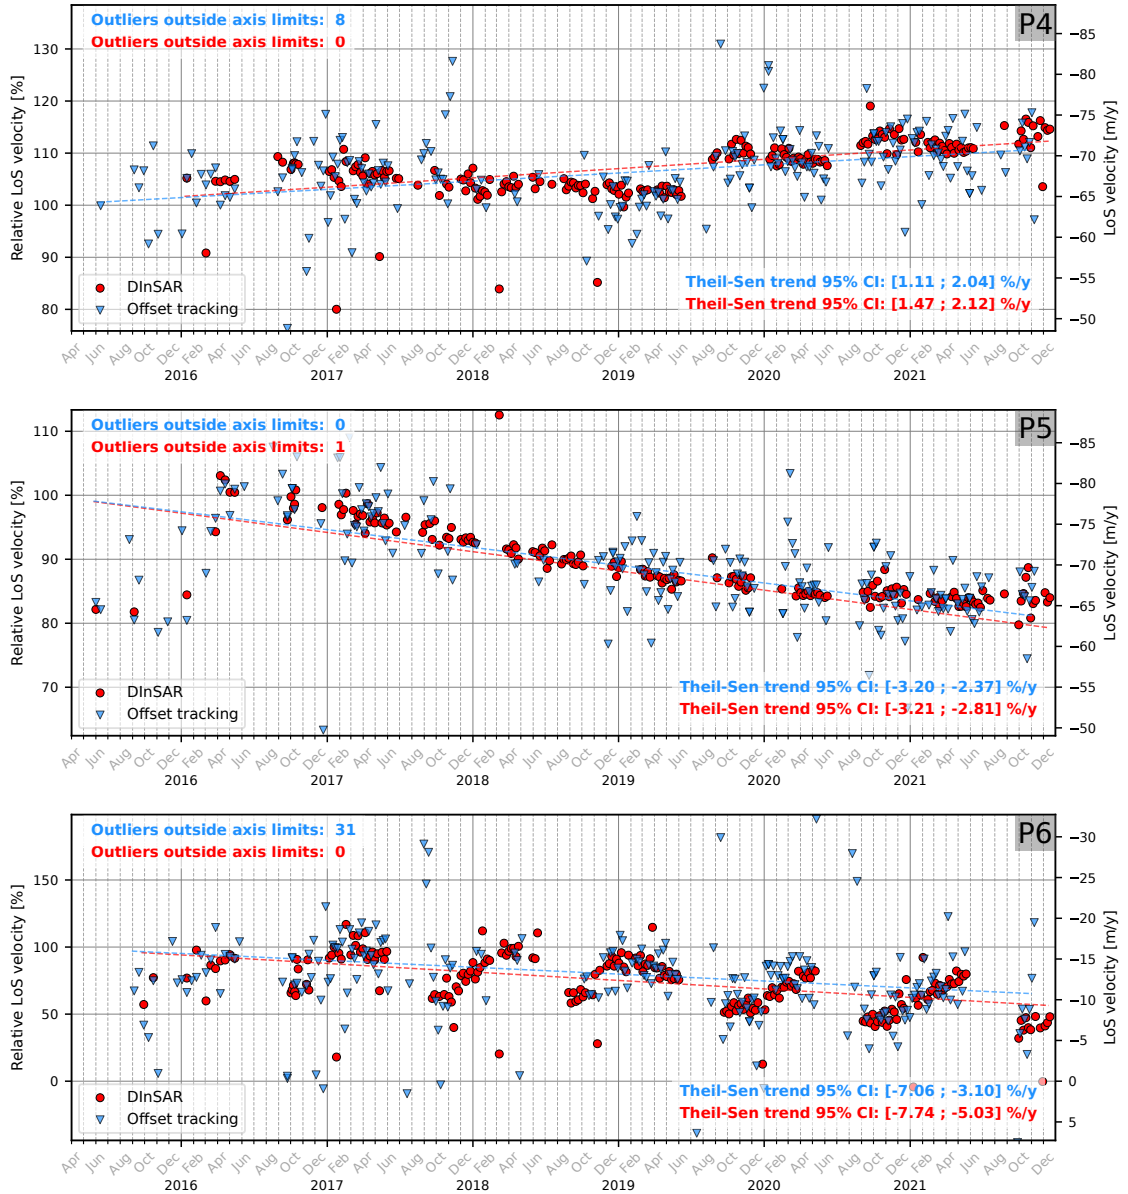 Outliers outside axis limits: 8
Outliers outside axis limits: 0
P4
Relative LoS velocity [%]
130
120
110
100
90
80
LoS velocity [m/y]
−85
−80
−75
−70
−65
−60
−55
−50
DInSAR
Offset tracking
Theil-Sen trend 95% CI: [1.11 ; 2.04] %/y
Theil-Sen trend 95% CI: [1.47 ; 2.12] %/y
Apr Jun Aug Oct Dec Feb Apr Jun Aug Oct Dec Feb Apr Jun Aug Oct Dec Feb Apr Jun Aug Oct Dec Feb Apr Jun Aug Oct Dec Feb Apr Jun Aug Oct Dec Feb Apr Jun Aug Oct Dec
2016 2017 2018 2019 2020 2021
Outliers outside axis limits: 0
Outliers outside axis limits: 1
P5
Relative LoS velocity [%]
110
100
90
80
70
LoS velocity [m/y]
−85
−80
−75
−70
−65
−60
−55
−50
DInSAR
Offset tracking
Theil-Sen trend 95% CI: [-3.20 ; -2.37] %/y
Theil-Sen trend 95% CI: [-3.21 ; -2.81] %/y
Apr Jun Aug Oct Dec Feb Apr Jun Aug Oct Dec Feb Apr Jun Aug Oct Dec Feb Apr Jun Aug Oct Dec Feb Apr Jun Aug Oct Dec Feb Apr Jun Aug Oct Dec Feb Apr Jun Aug Oct Dec
2016 2017 2018 2019 2020 2021
Outliers outside axis limits: 31
Outliers outside axis limits: 0
P6
Relative LoS velocity [%]
150
100
50
0
LoS velocity [m/y]
−30
−25
−20
−15
−10
−5
0
5
DInSAR
Offset tracking
Theil-Sen trend 95% CI: [-7.06 ; -3.10] %/y
Theil-Sen trend 95% CI: [-7.74 ; -5.03] %/y
Apr Jun Aug Oct Dec Feb Apr Jun Aug Oct Dec Feb Apr Jun Aug Oct Dec Feb Apr Jun Aug Oct Dec Feb Apr Jun Aug Oct Dec Feb Apr Jun Aug Oct Dec Feb Apr Jun Aug Oct Dec
2016 2017 2018 2019 2020 2021